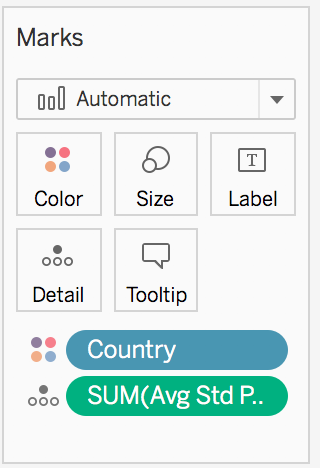 Marks
Automatic
Color Size T Label
Detail Tooltip
Country
SUM(Avg Std P..